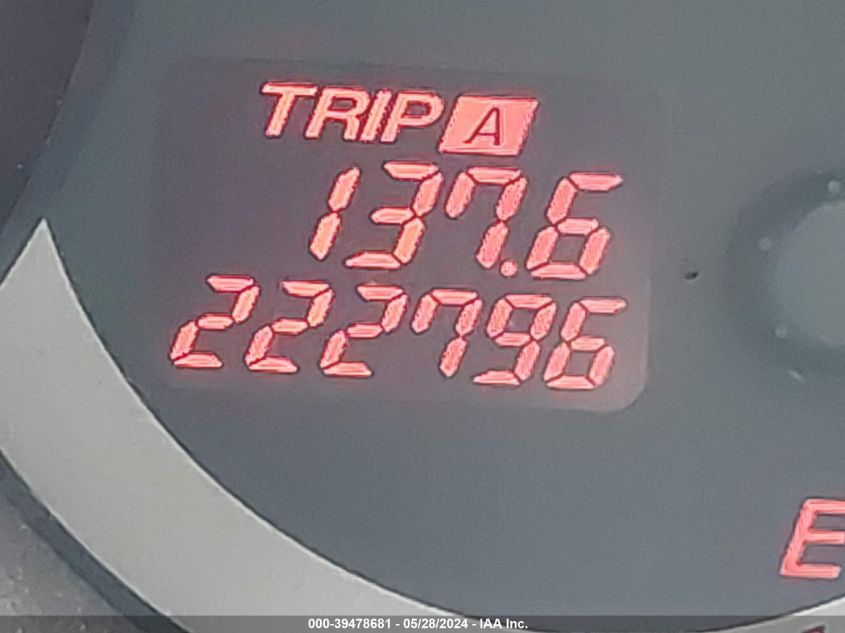 TRIP A
137.6
222796
E
000-39478681 - 05/28/2024 - IAA Inc.